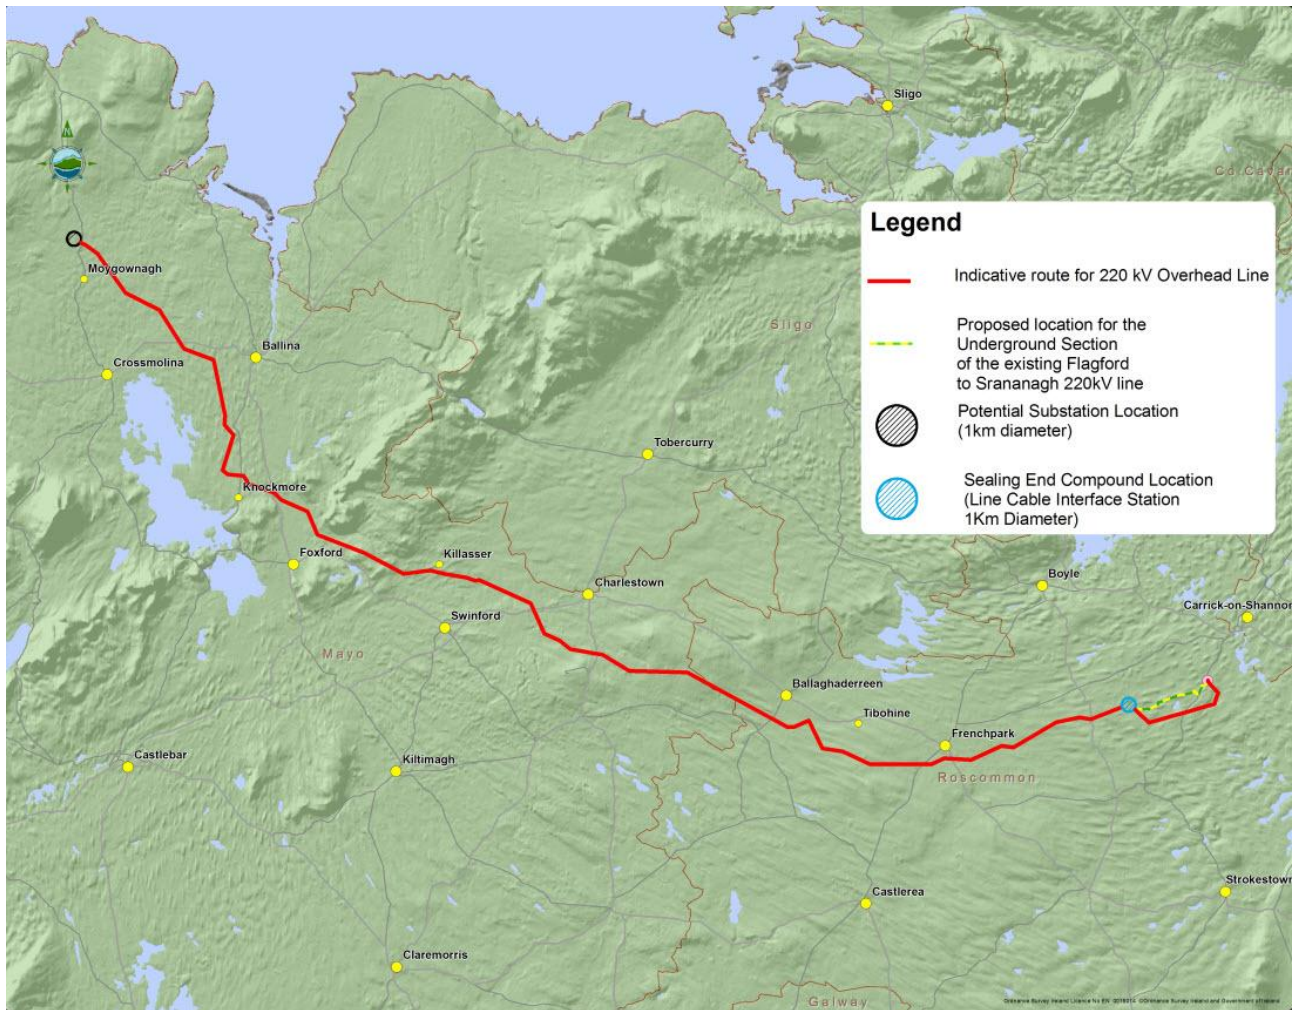 Sligo
Co. Cavan
N
Legend
Indicative route for 220 kV Overhead Line
Proposed location for the
Underground Section
of the existing Flagford
to Srananagh 220kV line
Potential Substation Location
(1km diameter)
Sealing End Compound Location
(Line Cable Interface Station
1Km Diameter)
Moygownagh
Sligo
Ballina
Crossmolina
Tobercurry
Knockmore
Foxford
Killasser
Charlestown
Boyle
Carrick-on-Shannon
Swinford
Mayo
Ballaghaderreen
Tibohine
Frenchpark
Castlebar
Kiltimagh
Roscommon
Castlerea
Strokestown
Claremorris
Galway